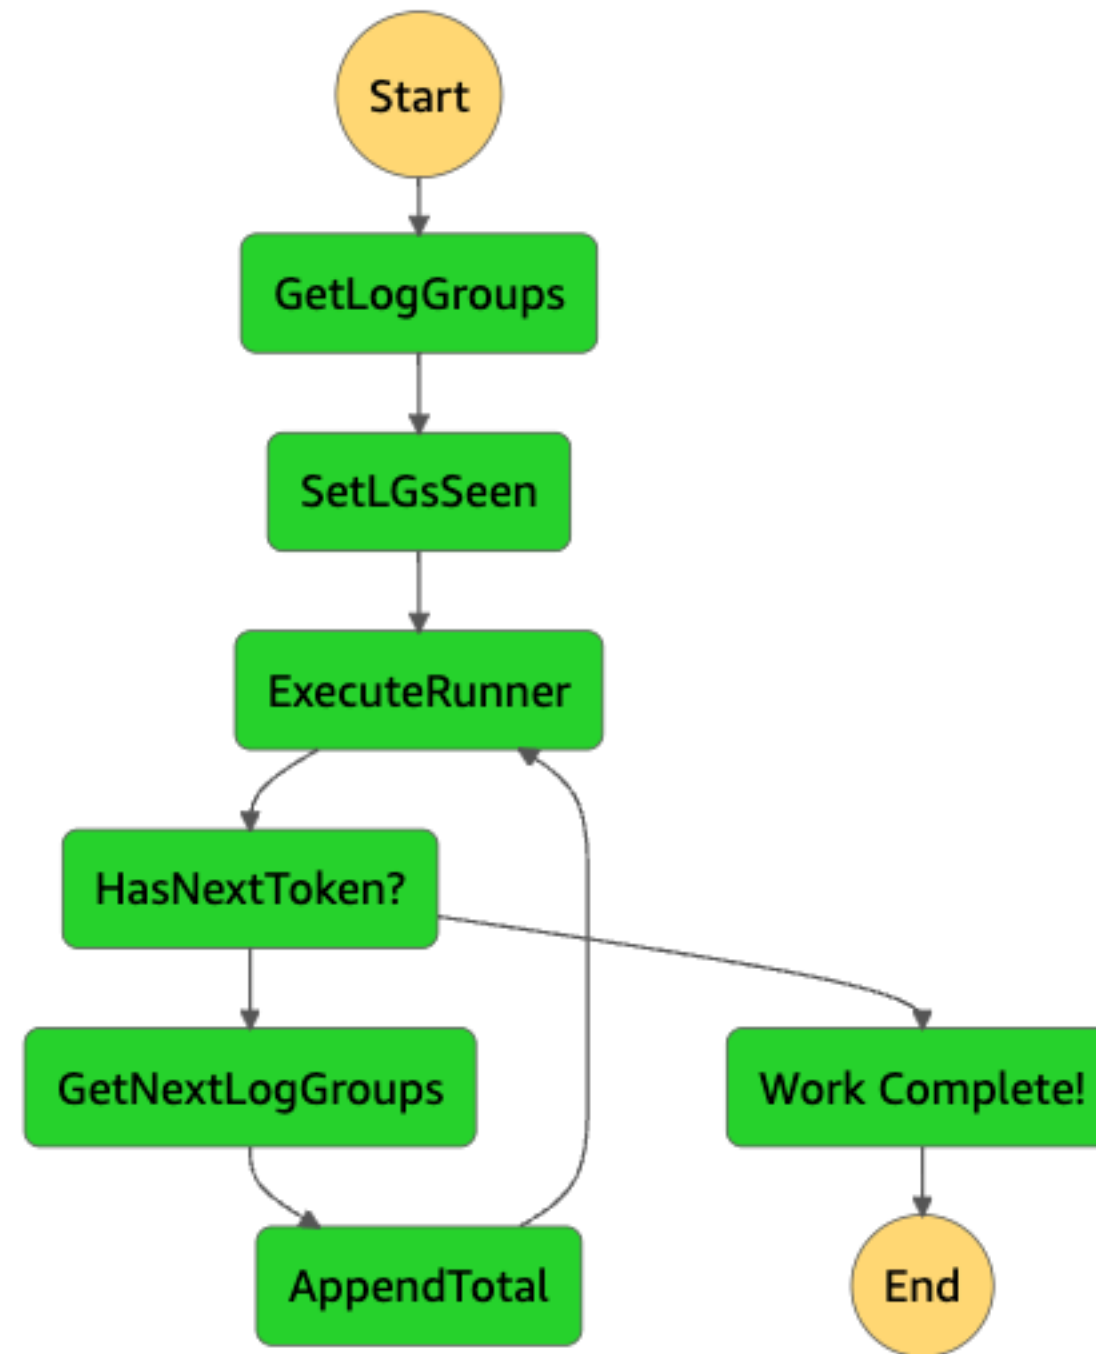 Start
GetLogGroups
SetLGsSeen
ExecuteRunner
HasNextToken?
GetNextLogGroups
Work Complete!
AppendTotal
End